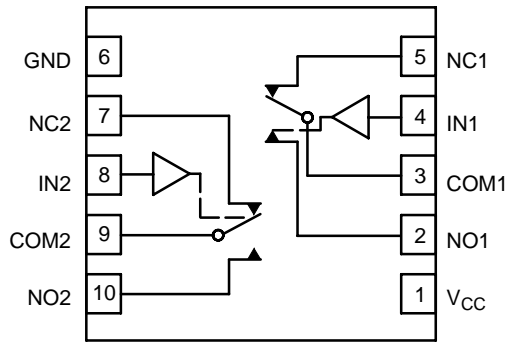 GND 6 5 NC1
NC2 7 4 IN1
IN2 8 3 COM1
COM2 9 2 NO1
NO2 10 1 VCC